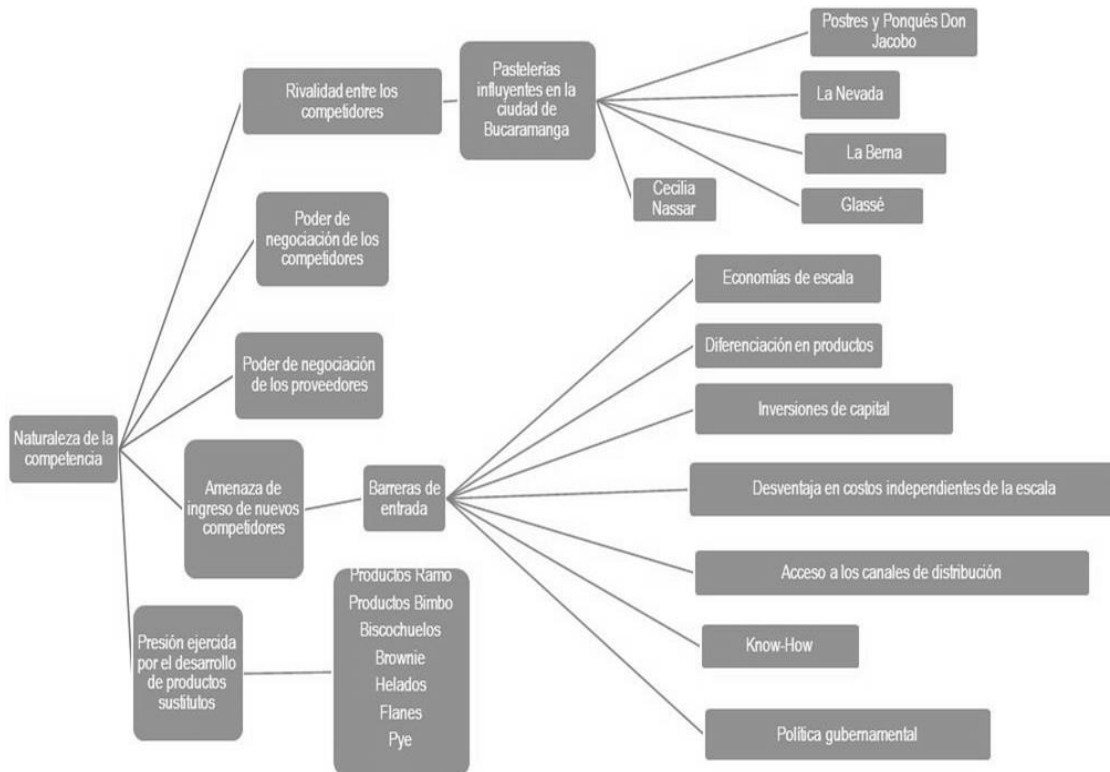 Naturaleza de la
competencia
Rivalidad entre los
competidores
Pastelerías
influyentes en la
ciudad de
Bucaramanga
Postres y Ponqués Don
Jacobo
La Nevada
La Berna
Glassé
Cecilia
Nassar
Poder de
negociación de los
competidores
Poder de negociación
de los proveedores
Amenaza de
ingreso de nuevos
competidores
Barreras de
entrada
Economías de escala
Diferenciación en productos
Inversiones de capital
Desventaja en costos independientes de la escala
Acceso a los canales de distribución
Know-How
Política gubernamental
Presión ejercida
por el desarrollo
de productos
sustitutos
Productos Ramo
Productos Bimbo
Biscochuelos
Brownie
Helados
Flanes
Pye